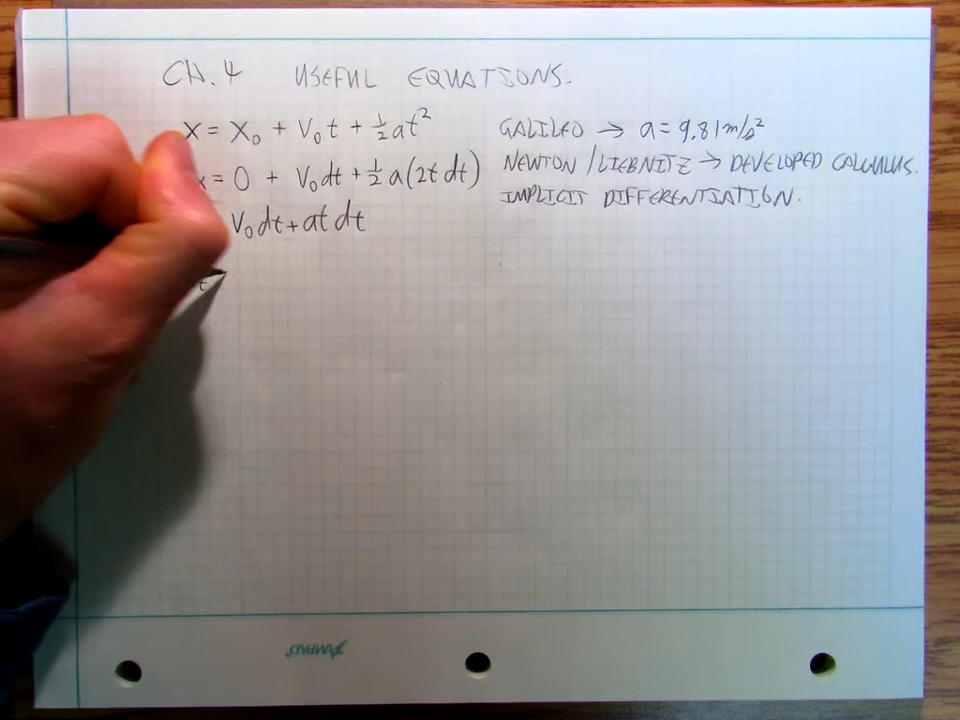 CH. 4 USEFUL EQUATIONS.
x = x₀ + v₀t + ½at²
GALILEO → a = 9.81 m/s²
x = 0 + v₀dt + ½a(2t dt)
NEWTON / LIEBNITZ → DEVELOPED CALCULUS.
v₀dt + at dt
IMPLICIT DIFFERENTIATION.
t
AMPAD